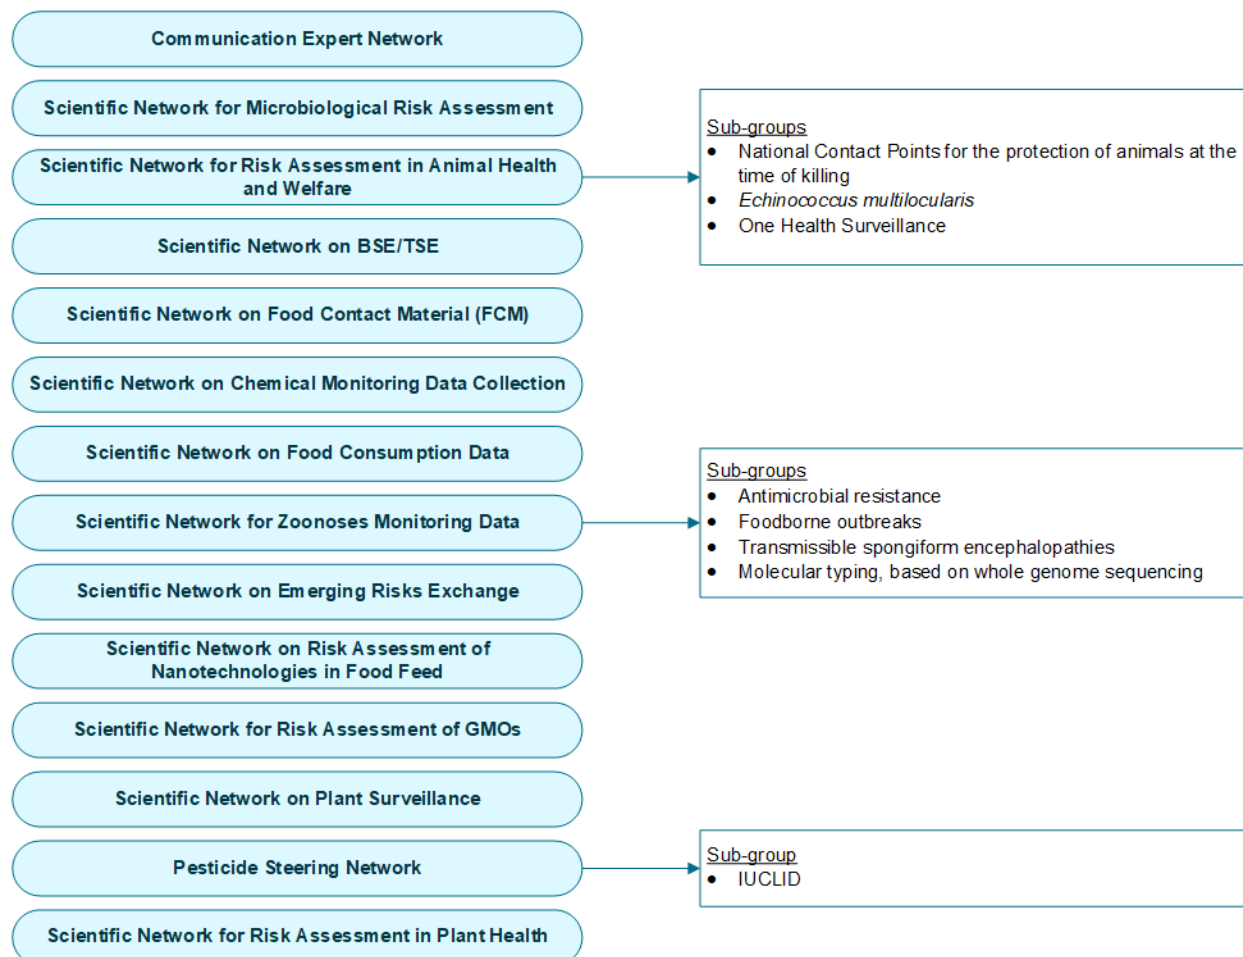 Communication Expert Network
Scientific Network for Microbiological Risk Assessment
Scientific Network for Risk Assessment in Animal Health
and Welfare
Sub-groups
• National Contact Points for the protection of animals at the
time of killing
• Echinococcus multilocularis
• One Health Surveillance
Scientific Network on BSE/TSE
Scientific Network on Food Contact Material (FCM)
Scientific Network on Chemical Monitoring Data Collection
Scientific Network on Food Consumption Data
Scientific Network for Zoonoses Monitoring Data
Sub-groups
• Antimicrobial resistance
• Foodborne outbreaks
• Transmissible spongiform encephalopathies
• Molecular typing, based on whole genome sequencing
Scientific Network on Emerging Risks Exchange
Scientific Network on Risk Assessment of
Nanotechnologies in Food Feed
Scientific Network for Risk Assessment of GMOs
Scientific Network on Plant Surveillance
Pesticide Steering Network
Sub-group
• IUCLID
Scientific Network for Risk Assessment in Plant Health